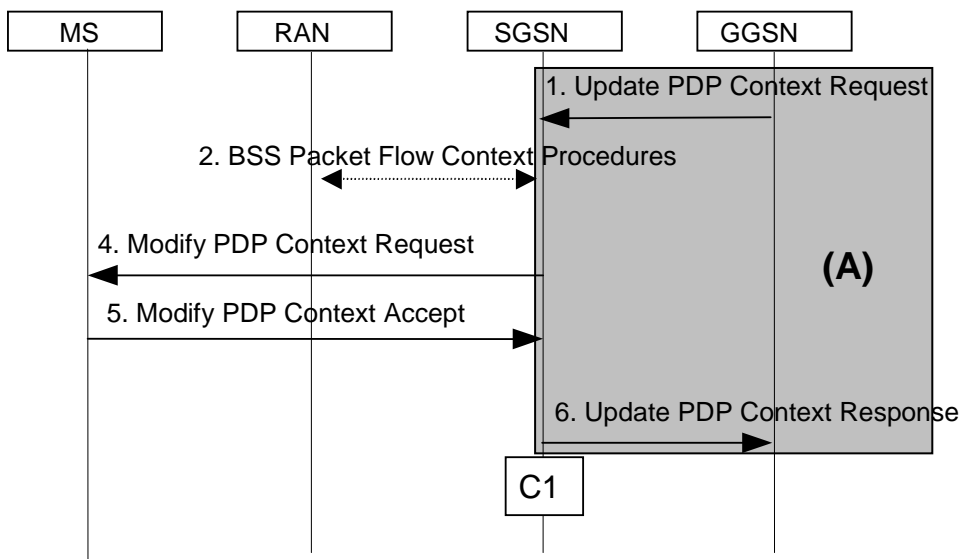 MS
RAN
SGSN
GGSN
1. Update PDP Context Request
2. BSS Packet Flow Context Procedures
4. Modify PDP Context Request
(A)
5. Modify PDP Context Accept
6. Update PDP Context Response
C1